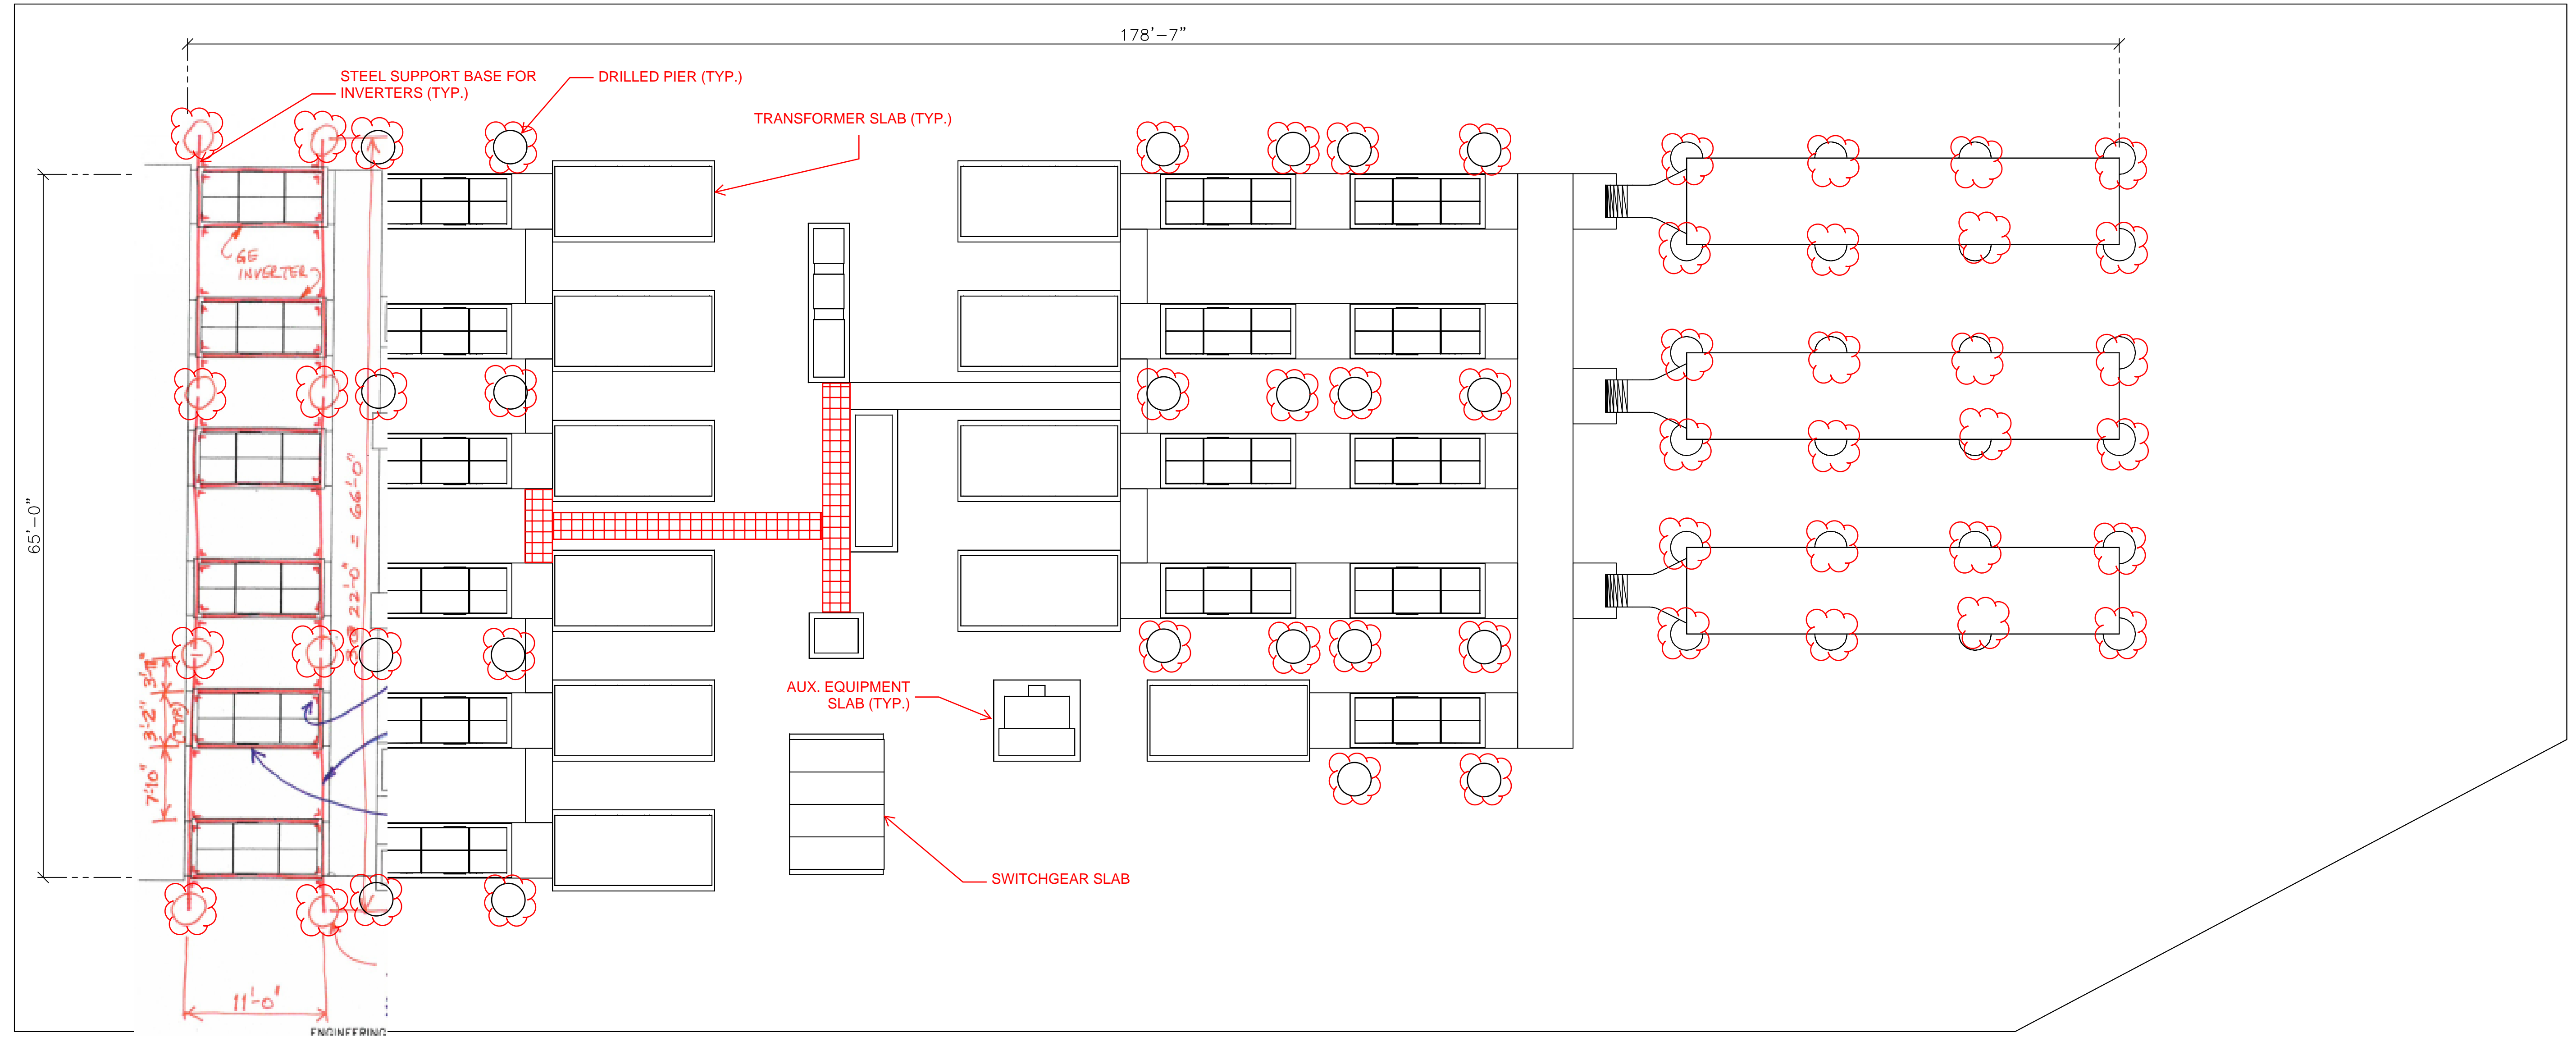 178'-7"
STEEL SUPPORT BASE FOR
INVERTERS (TYP.)
DRILLED PIER (TYP.)
TRANSFORMER SLAB (TYP.)
GE
INVERTER
65'-0"
22'-0" = 66'-0"
3'-2"
(TYP.)
7'-10"
AUX. EQUIPMENT
SLAB (TYP.)
SWITCHGEAR SLAB
11'-0"
ENGINEERING